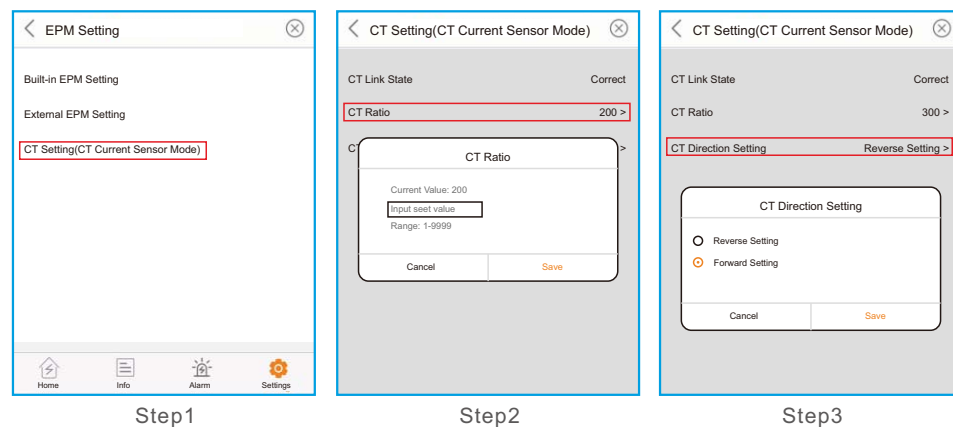 EPM Setting
Built-in EPM Setting
External EPM Setting
CT Setting(CT Current Sensor Mode)
Home Info Alarm Settings
Step1
CT Setting(CT Current Sensor Mode)
CT Link State Correct
CT Ratio 200 >
C >
CT Ratio
Current Value: 200
Input seet value
Range: 1-9999
Cancel Save
Step2
CT Setting(CT Current Sensor Mode)
CT Link State Correct
CT Ratio 300 >
CT Direction Setting Reverse Setting >
CT Direction Setting
Reverse Setting
Forward Setting
Cancel Save
Step3